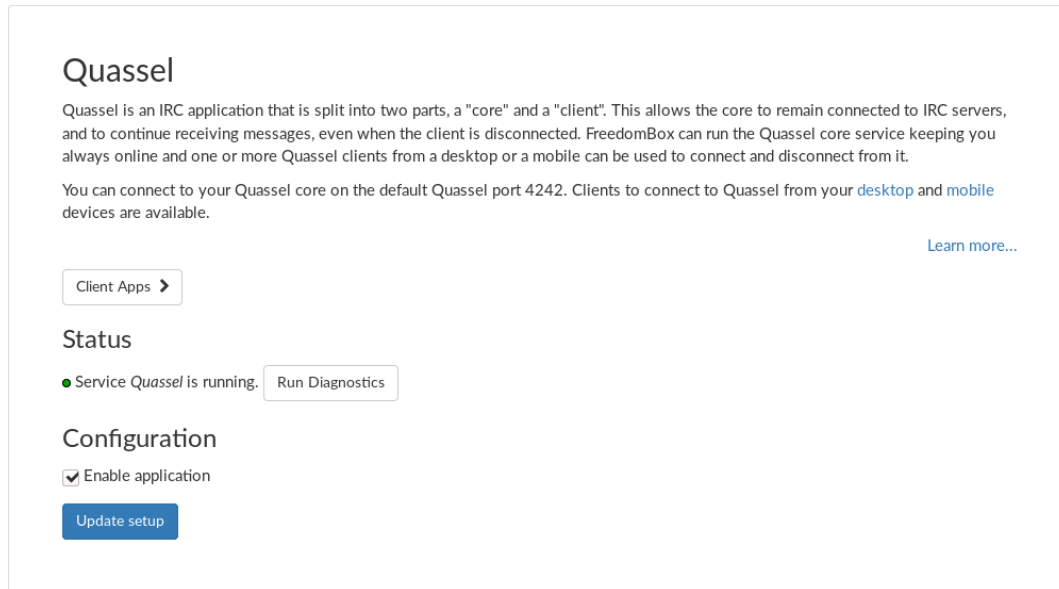 Quassel
Quassel is an IRC application that is split into two parts, a "core" and a "client". This allows the core to remain connected to IRC servers,
and to continue receiving messages, even when the client is disconnected. FreedomBox can run the Quassel core service keeping you
always online and one or more Quassel clients from a desktop or a mobile can be used to connect and disconnect from it.
You can connect to your Quassel core on the default Quassel port 4242. Clients to connect to Quassel from your desktop and mobile
devices are available.
Learn more...
Client Apps
Status
Service Quassel is running. Run Diagnostics
Configuration
Enable application
Update setup